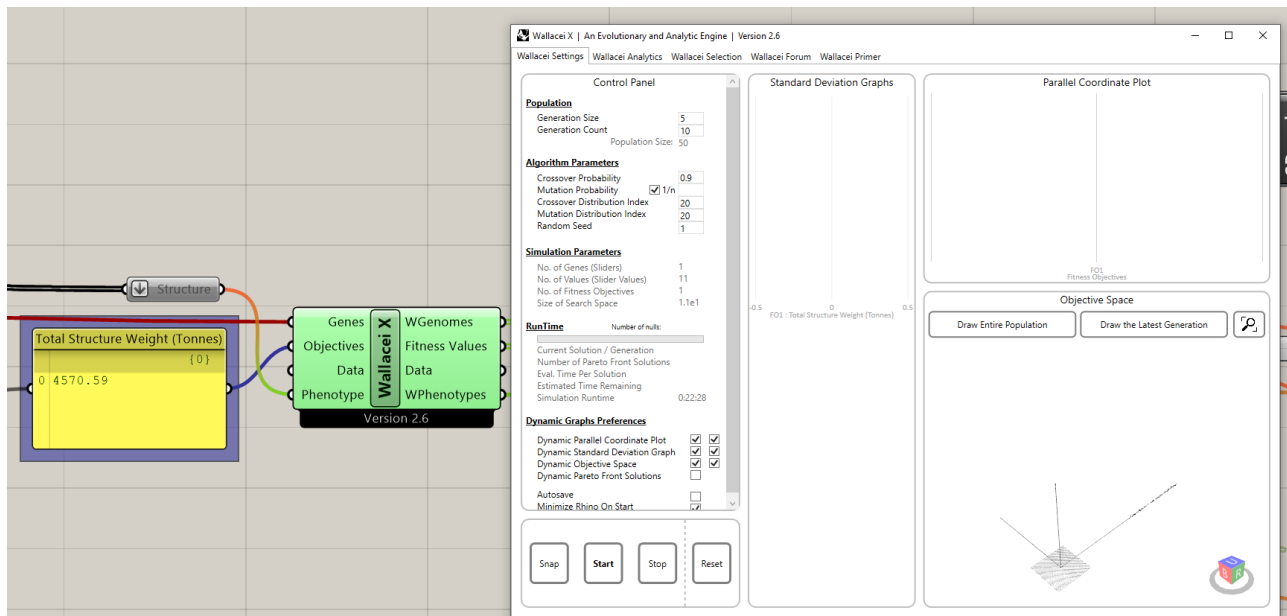 Structure
Total Structure Weight (Tonnes)
{0}
0 4570.59
Genes
Objectives
Data
Phenotype
Wallacei X
WGenomes
Fitness Values
Data
WPhenotypes
Version 2.6
Wallacei X | An Evolutionary and Analytic Engine | Version 2.6
Wallacei Settings Wallacei Analytics Wallacei Selection Wallacei Forum Wallacei Primer
Control Panel
Population
Generation Size 5
Generation Count 10
Population Size: 50
Algorithm Parameters
Crossover Probability 0.9
Mutation Probability 1/n
Crossover Distribution Index 20
Mutation Distribution Index 20
Random Seed 1
Simulation Parameters
No. of Genes (Sliders) 1
No. of Values (Slider Values) 11
No. of Fitness Objectives 1
Size of Search Space 1.1e1
RunTime Number of nulls:
Current Solution / Generation
Number of Pareto Front Solutions
Eval. Time Per Solution
Estimated Time Remaining
Simulation Runtime 0:22:28
Dynamic Graphs Preferences
Dynamic Parallel Coordinate Plot
Dynamic Standard Deviation Graph
Dynamic Objective Space
Dynamic Pareto Front Solutions
Autosave
Minimize Rhino On Start
Snap Start Stop Reset
Standard Deviation Graphs
-0.5 0 0.5
FO1 : Total Structure Weight (Tonnes)
Parallel Coordinate Plot
FO1
Fitness Objectives
Objective Space
Draw Entire Population Draw the Latest Generation